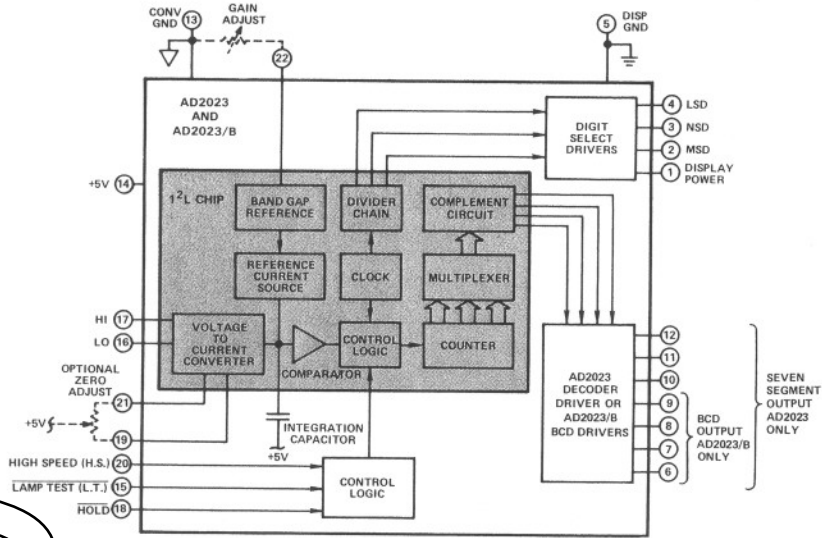 CONV
GND
13
GAIN
ADJUST
22
5
DISP
GND
AD2023
AND
AD2023/B
DIGIT
SELECT
DRIVERS
4 LSD
3 NSD
2 MSD
1 DISPLAY
POWER
+5V 14
1²L CHIP
BAND GAP
REFERENCE
DIVIDER
CHAIN
COMPLEMENT
CIRCUIT
REFERENCE
CURRENT
SOURCE
CLOCK
MULTIPLEXER
HI 17
LO 16
VOLTAGE
TO
CURRENT
CONVERTER
COMPARATOR
CONTROL
LOGIC
COUNTER
OPTIONAL
ZERO
ADJUST
21
+5V
19
INTEGRATION
CAPACITOR
+5V
AD2023
DECODER
DRIVER OR
AD2023/B
BCD DRIVERS
12
11
10
9
8
7
6
BCD
OUTPUT
AD2023/B
ONLY
SEVEN
SEGMENT
OUTPUT
AD2023
ONLY
HIGH SPEED (H.S.) 20
LAMP TEST (L.T.) 15
HOLD 18
CONTROL
LOGIC